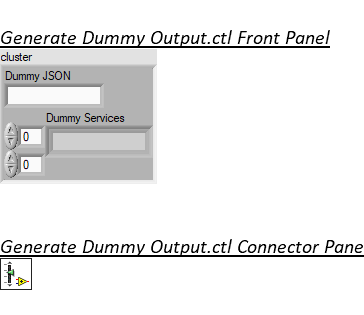 Generate Dummy Output.ctl Front Panel
cluster
Dummy JSON
Dummy Services
0
0
Generate Dummy Output.ctl Connector Pane